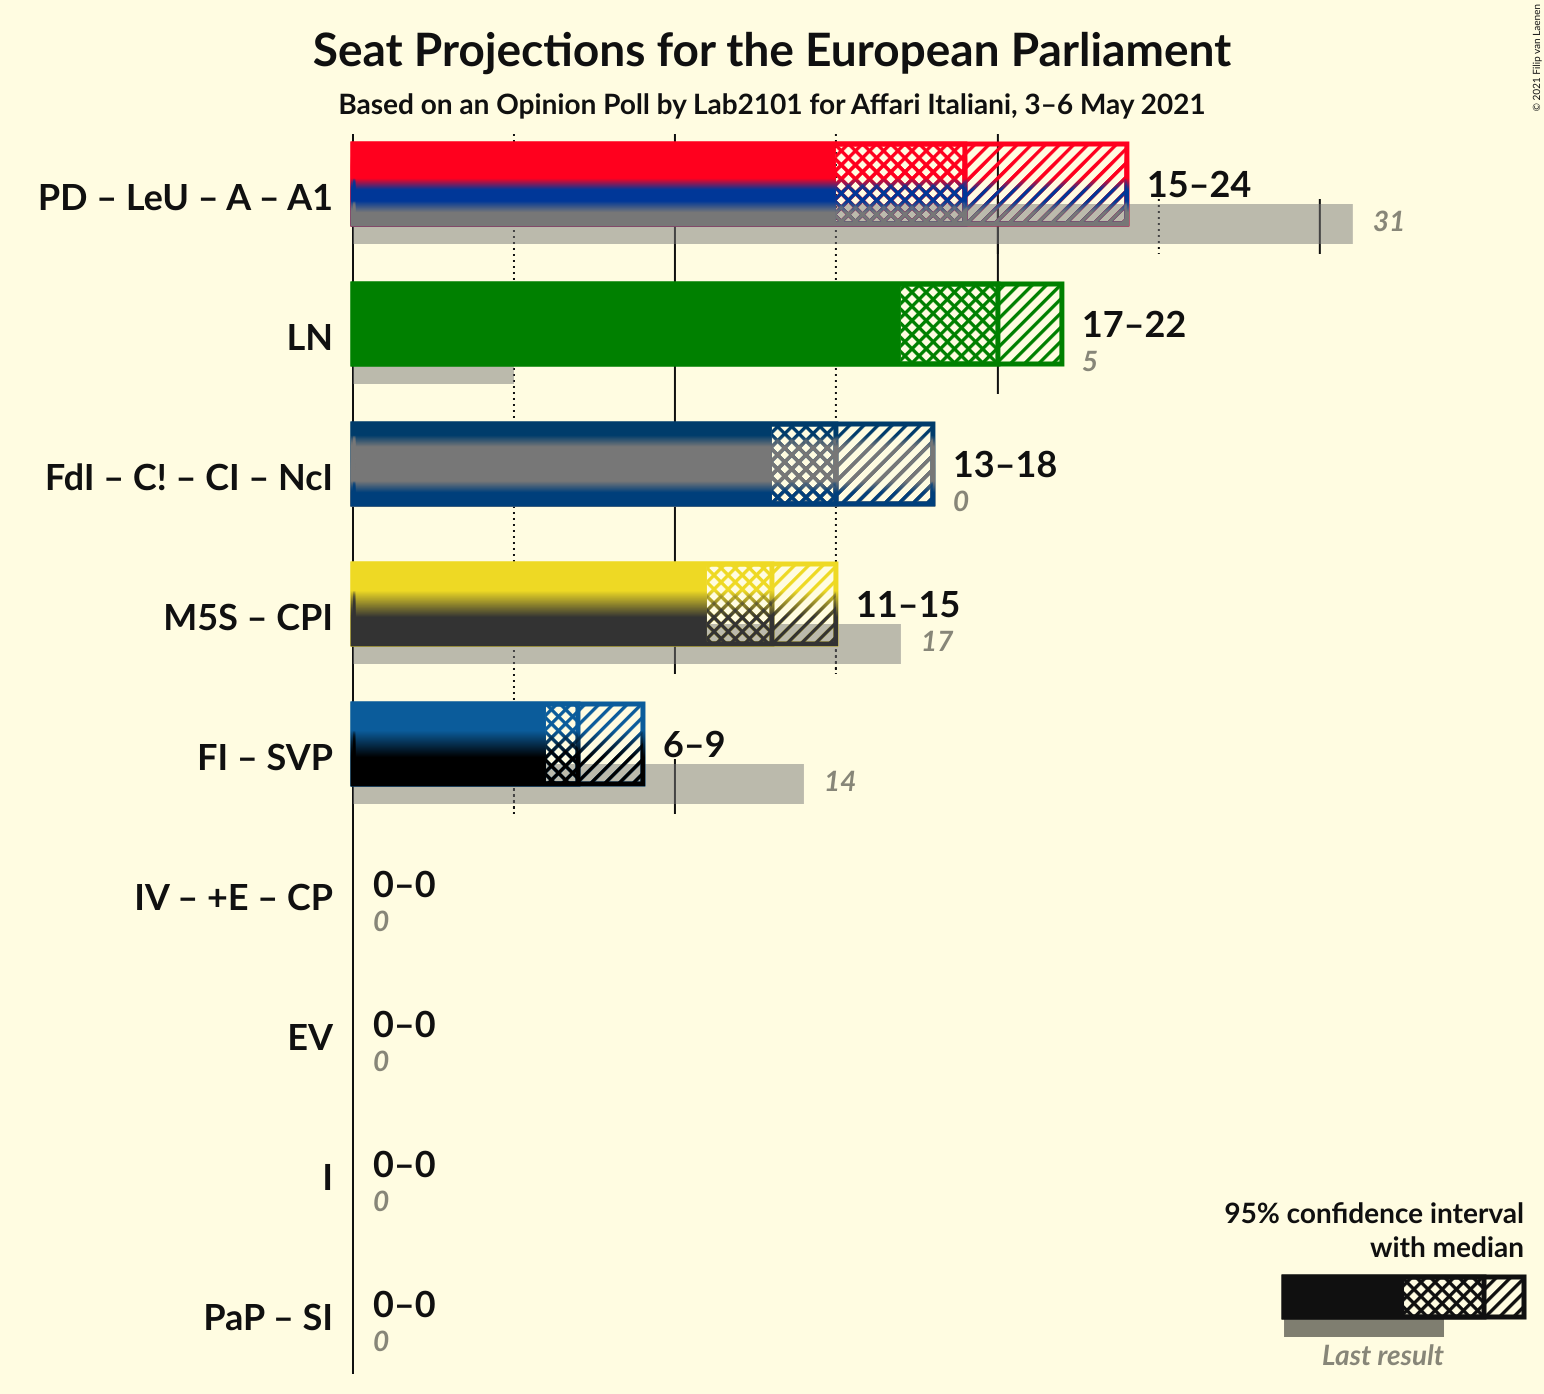 Seat Projections for the European Parliament
Based on an Opinion Poll by Lab2101 for Affari Italiani, 3–6 May 2021
© 2021 Filip van Laenen
PD – LeU – A – A1
15–24
31
LN
17–22
5
FdI – C! – CI – NcI
13–18
0
M5S – CPI
11–15
17
FI – SVP
6–9
14
IV – +E – CP
0–0
0
EV
0–0
0
I
0–0
0
PaP – SI
0–0
0
95% confidence interval
with median
Last result